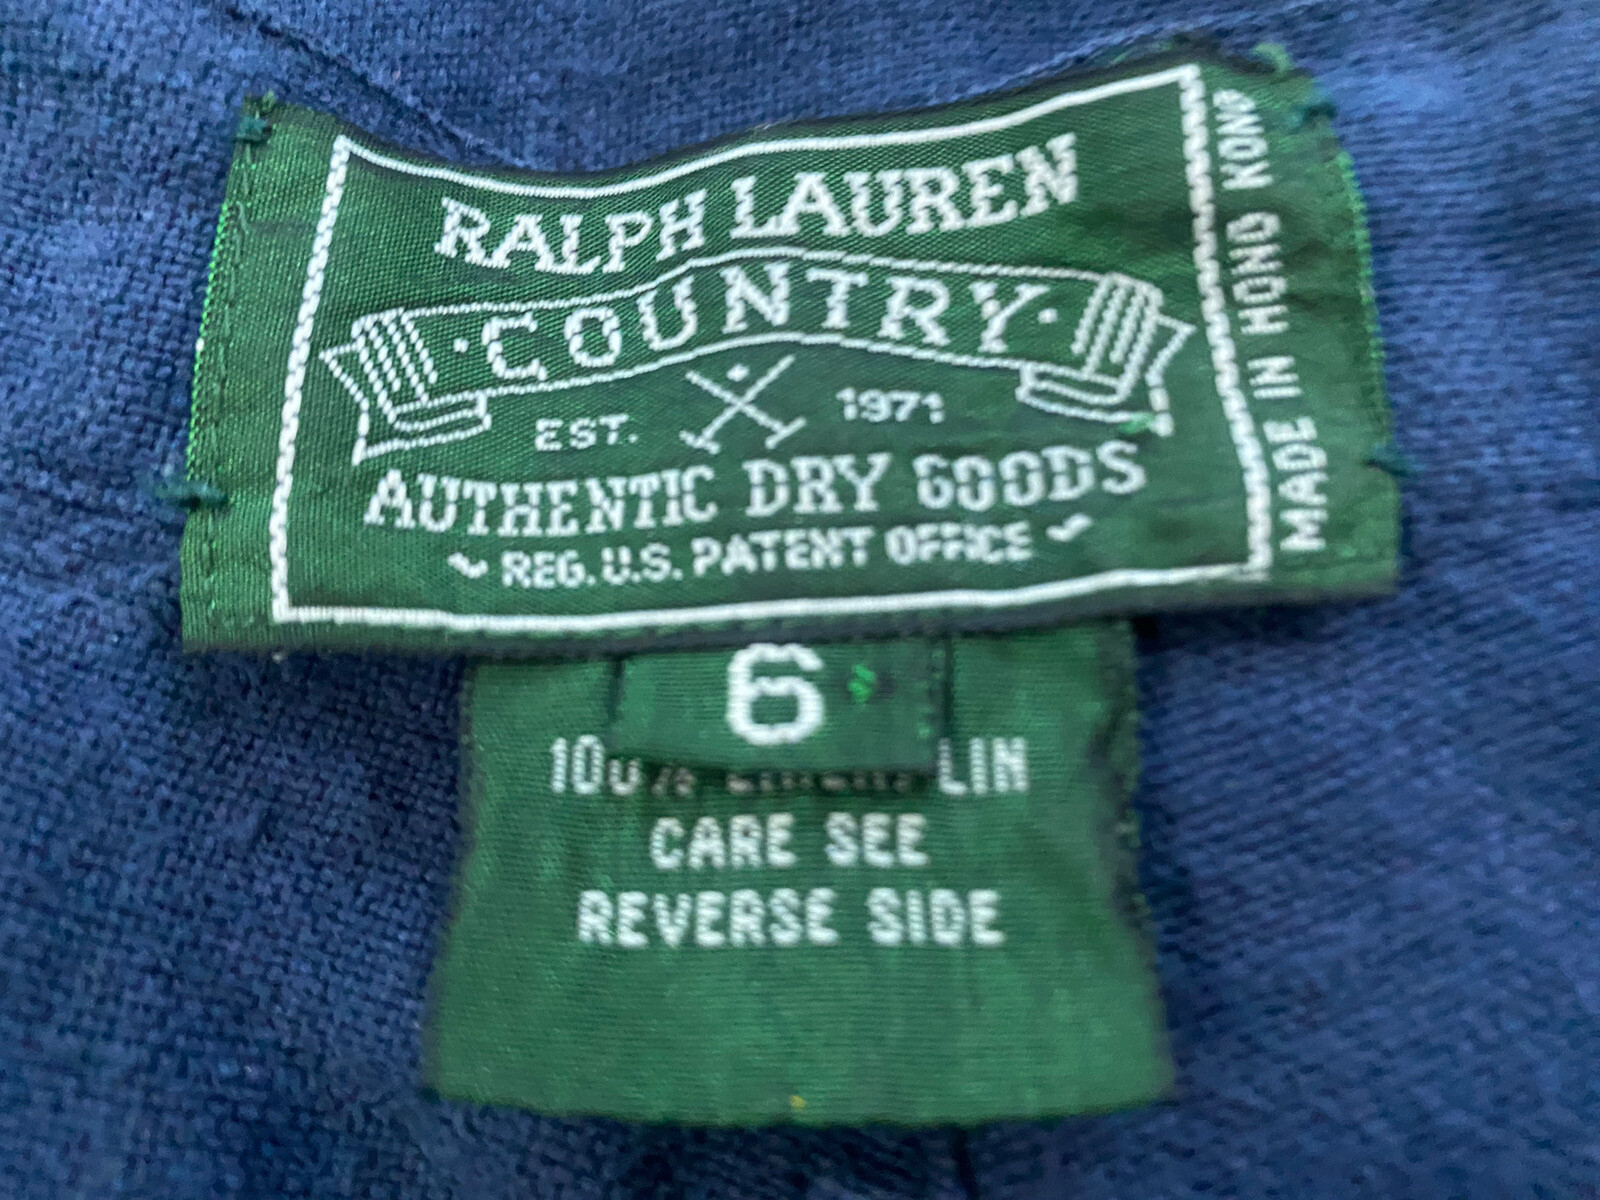 RALPH LAUREN
·COUNTRY·
EST. 1971
AUTHENTIC DRY GOODS
REG. U.S. PATENT OFFICE
MADE IN HONG KONG
6
100% LIN
CARE SEE
REVERSE SIDE